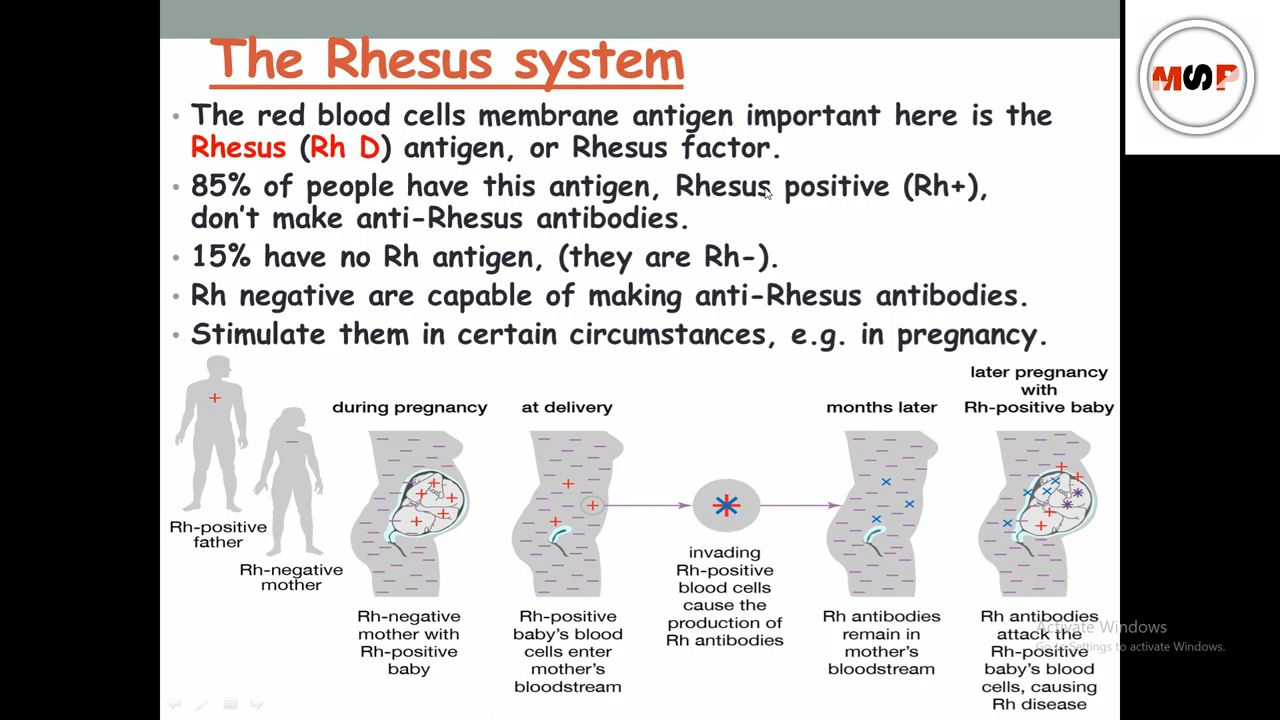 The Rhesus system
MSP
• The red blood cells membrane antigen important here is the
Rhesus (Rh D) antigen, or Rhesus factor.
• 85% of people have this antigen, Rhesus positive (Rh+),
don't make anti-Rhesus antibodies.
• 15% have no Rh antigen, (they are Rh-).
• Rh negative are capable of making anti-Rhesus antibodies.
• Stimulate them in certain circumstances, e.g. in pregnancy.
Rh-positive
father
Rh-negative
mother
during pregnancy
Rh-negative
mother with
Rh-positive
baby
at delivery
Rh-positive
baby's blood
cells enter
mother's
bloodstream
invading
Rh-positive
blood cells
cause the
production of
Rh antibodies
months later
Rh antibodies
remain in
mother's
bloodstream
later pregnancy
with
Rh-positive baby
Rh antibodies
attack the
Rh-positive
baby's blood
cells, causing
Rh disease
Activate Windows
Go to Settings to activate Windows.